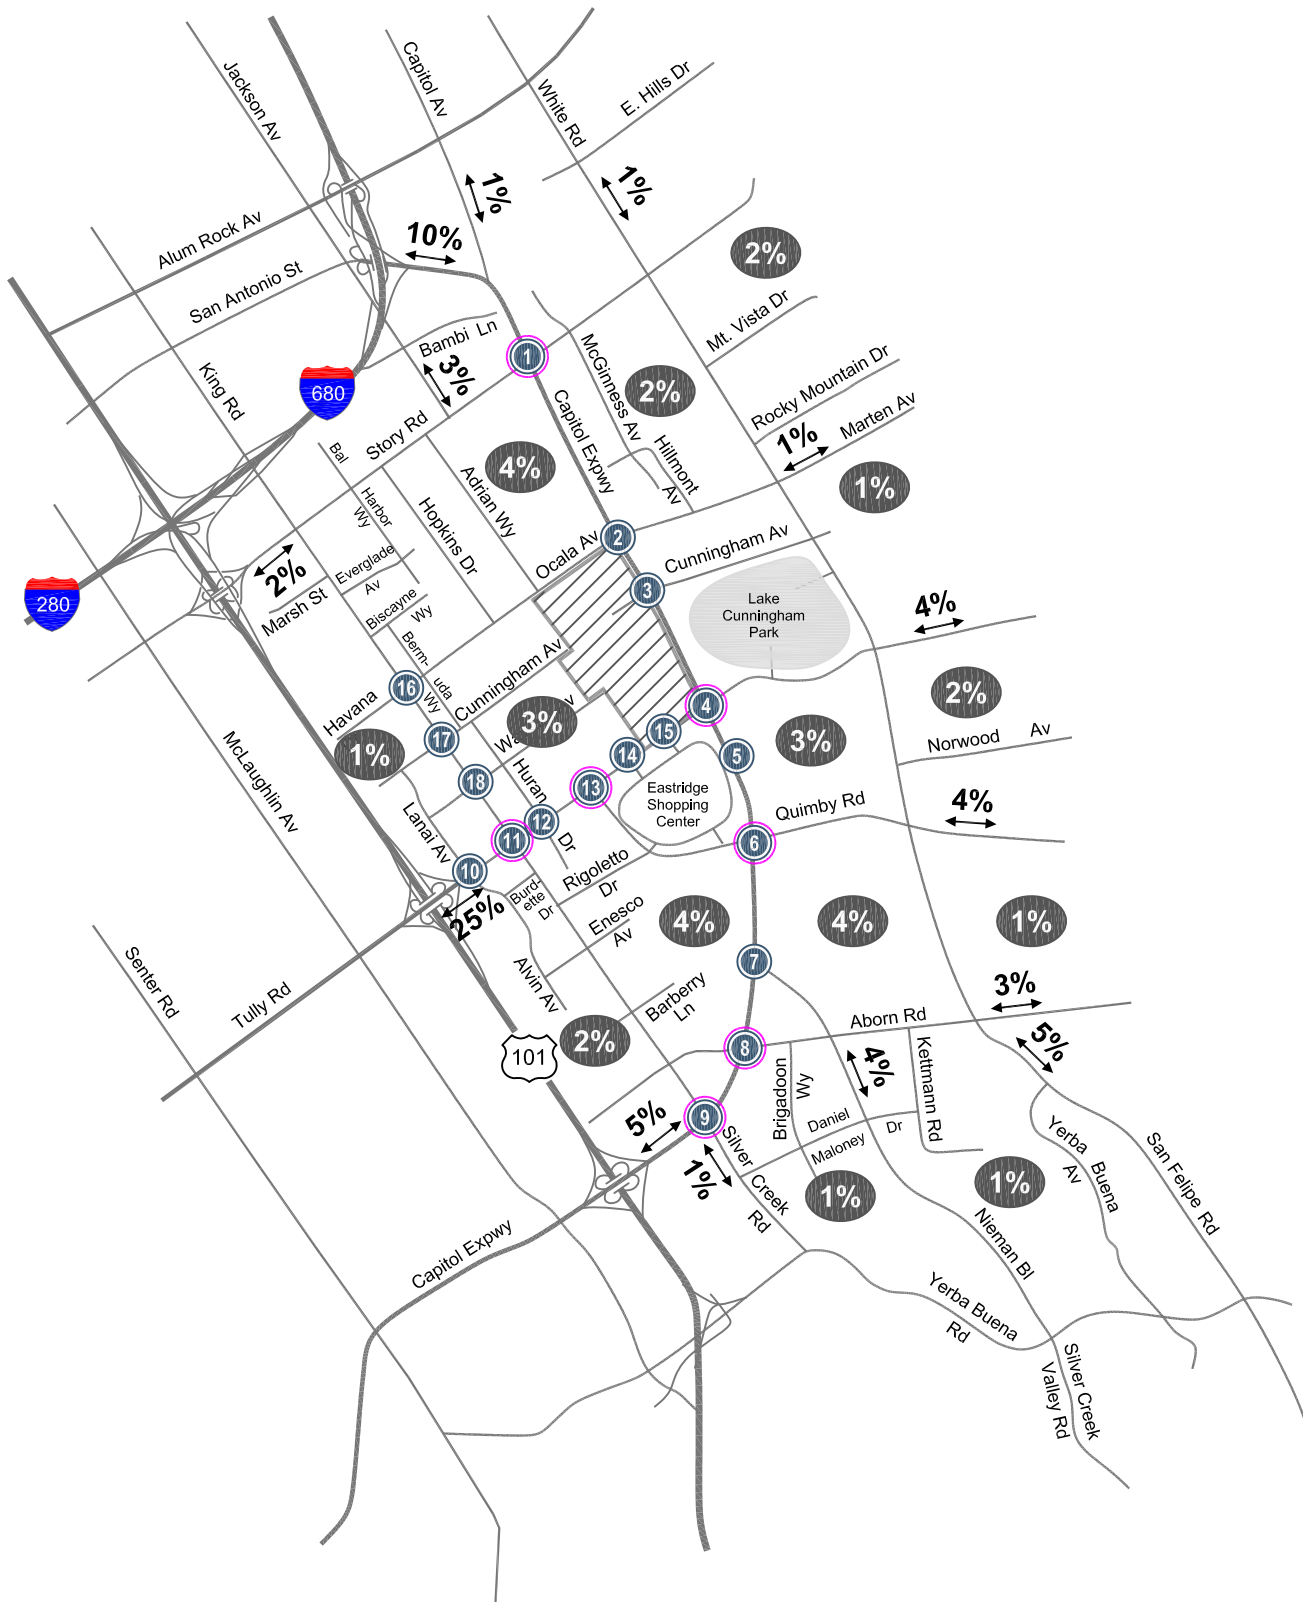 Jackson Av
Capitol Av
White Rd
E. Hills Dr
1%
1%
Alum Rock Av
10%
2%
San Antonio St
Mt. Vista Dr
Bambi Ln
1
McGinness Av
King Rd
680
3%
2%
Rocky Mountain Dr
Capitol Expwy
Marten Av
Story Rd
1%
Hillmont
Av
Bal
Harbor
Wy
4%
Adrian Wy
1%
Hopkins Dr
2
Cunningham Av
Ocala Av
Everglade
Av
2%
280
Marsh St
3
Lake
Cunningham
Park
4%
Biscayne
Wy
Berm-
uda
Wy
16
Havana
Cunningham Av
2%
4
3%
v
Wa
15
17
1%
3%
Norwood Av
14
5
McLaughlin Av
18
13
Eastridge
Shopping
Center
Huran
Dr
Quimby Rd
4%
12
11
6
Lanai Av
10
Rigoletto
Dr
Burd-
ette
Dr
25%
Enesco
Av
4%
4%
1%
Senter Rd
Tully Rd
Alvin Av
7
Barberry
Ln
3%
Aborn Rd
2%
101
8
5%
4%
Kettmann Rd
Brigadoon
Wy
9
5%
Daniel
Maloney
Dr
Silver
Creek
Rd
1%
Yerba Buena
Av
San Felipe Rd
1%
1%
Nieman Bl
Capitol Expwy
Yerba Buena
Rd
Silver Creek
Valley Rd